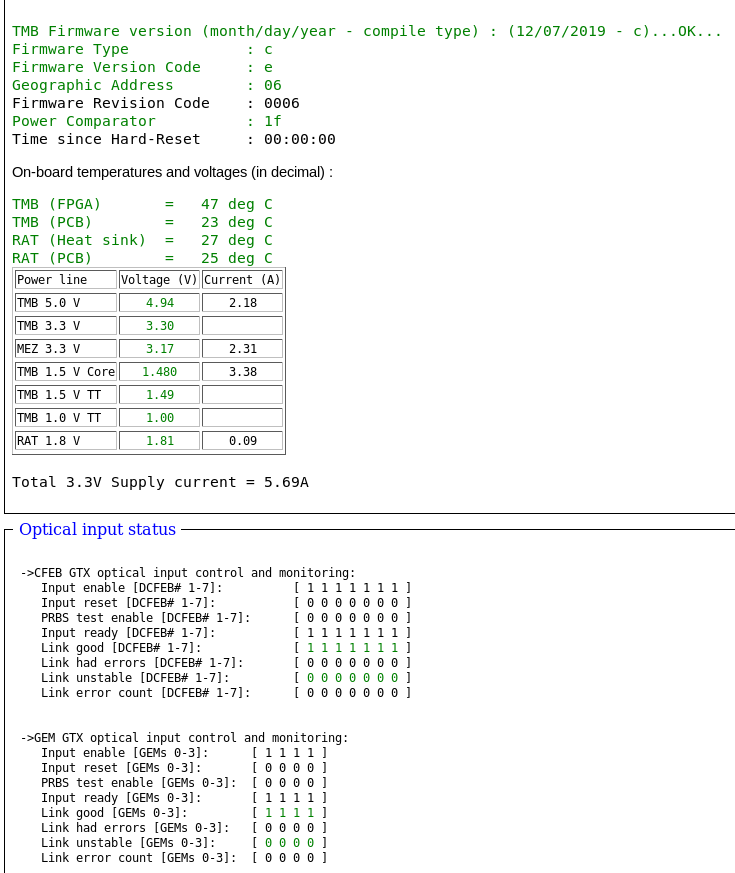 TMB Firmware version (month/day/year - compile type) : (12/07/2019 - c)...OK...
Firmware Type             : c
Firmware Version Code     : e
Geographic Address        : 06
Firmware Revision Code    : 0006
Power Comparator          : 1f
Time since Hard-Reset     : 00:00:00
On-board temperatures and voltages (in decimal) :
TMB (FPGA)       =   47 deg C
TMB (PCB)        =   23 deg C
RAT (Heat sink)  =   27 deg C
RAT (PCB)        =   25 deg C
Power line Voltage (V) Current (A)
TMB 5.0 V 4.94 2.18
TMB 3.3 V 3.30
MEZ 3.3 V 3.17 2.31
TMB 1.5 V Core 1.480 3.38
TMB 1.5 V TT 1.49
TMB 1.0 V TT 1.00
RAT 1.8 V 1.81 0.09
Total 3.3V Supply current = 5.69A
Optical input status
->CFEB GTX optical input control and monitoring:
Input enable [DCFEB# 1-7]:          [ 1 1 1 1 1 1 1 ]
Input reset [DCFEB# 1-7]:           [ 0 0 0 0 0 0 0 ]
PRBS test enable [DCFEB# 1-7]:      [ 0 0 0 0 0 0 0 ]
Input ready [DCFEB# 1-7]:           [ 1 1 1 1 1 1 1 ]
Link good [DCFEB# 1-7]:             [ 1 1 1 1 1 1 1 ]
Link had errors [DCFEB# 1-7]:       [ 0 0 0 0 0 0 0 ]
Link unstable [DCFEB# 1-7]:         [ 0 0 0 0 0 0 0 ]
Link error count [DCFEB# 1-7]:      [ 0 0 0 0 0 0 0 ]
->GEM GTX optical input control and monitoring:
Input enable [GEMs 0-3]:      [ 1 1 1 1 ]
Input reset [GEMs 0-3]:       [ 0 0 0 0 ]
PRBS test enable [GEMs 0-3]:  [ 0 0 0 0 ]
Input ready [GEMs 0-3]:       [ 1 1 1 1 ]
Link good [GEMs 0-3]:         [ 1 1 1 1 ]
Link had errors [GEMs 0-3]:   [ 0 0 0 0 ]
Link unstable [GEMs 0-3]:     [ 0 0 0 0 ]
Link error count [GEMs 0-3]:  [ 0 0 0 0 ]